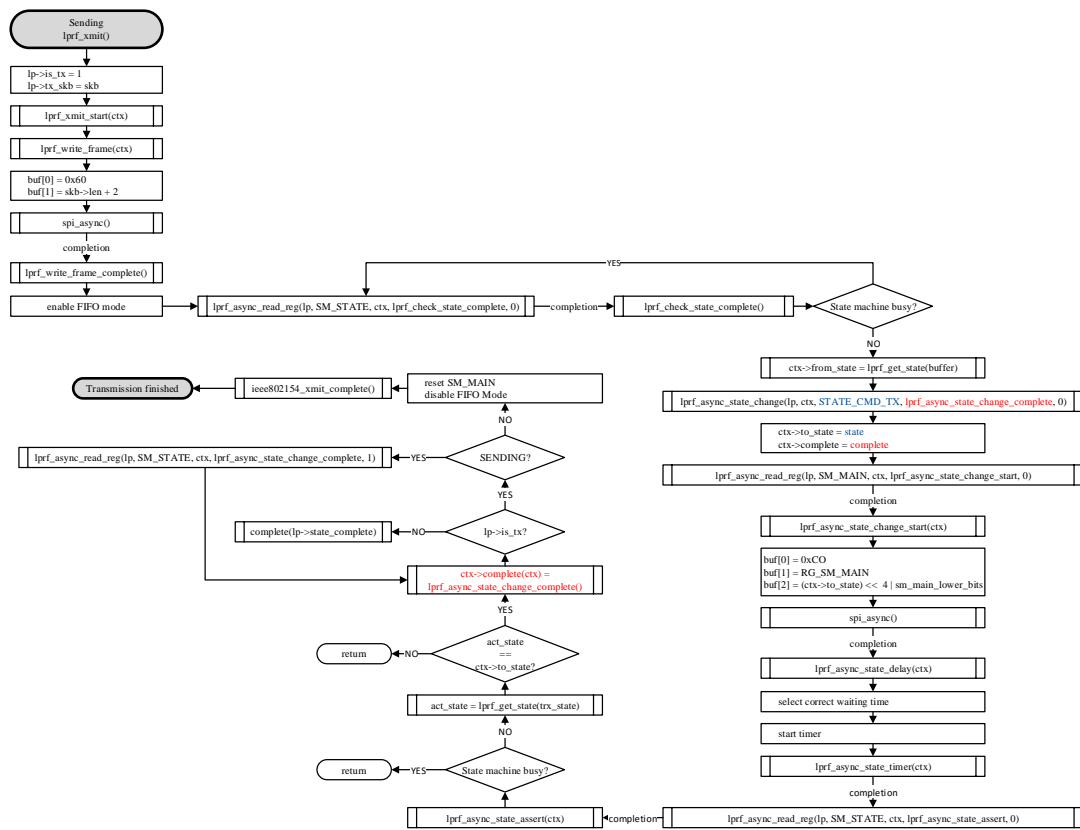 Sending
lprf_xmit()
lp->is_tx = 1
lp->tx_skb = skb
lprf_xmit_start(ctx)
lprf_write_frame(ctx)
buf[0] = 0x60
buf[1] = skb->len + 2
spi_async()
completion
lprf_write_frame_complete()
enable FIFO mode
lprf_async_read_reg(lp, SM_STATE, ctx, lprf_check_state_complete, 0)
completion
lprf_check_state_complete()
State machine busy?
YES
NO
ctx->from_state = lprf_get_state(buffer)
lprf_async_state_change(lp, ctx, STATE_CMD_TX, lprf_async_state_change_complete, 0)
ctx->to_state = state
ctx->complete = complete
lprf_async_read_reg(lp, SM_MAIN, ctx, lprf_async_state_change_start, 0)
completion
lprf_async_state_change_start(ctx)
buf[0] = 0xCO
buf[1] = RG_SM_MAIN
buf[2] = (ctx->to_state) << 4 | sm_main_lower_bits
spi_async()
completion
lprf_async_state_delay(ctx)
select correct waiting time
start timer
lprf_async_state_timer(ctx)
completion
lprf_async_read_reg(lp, SM_STATE, ctx, lprf_async_state_assert, 0)
completion
lprf_async_state_assert(ctx)
State machine busy?
YES
return
NO
act_state = lprf_get_state(trx_state)
act_state
==
ctx->to_state?
NO
return
YES
ctx->complete(ctx) =
lprf_async_state_change_complete()
lp->is_tx?
NO
complete(lp->state_complete)
YES
SENDING?
YES
lprf_async_read_reg(lp, SM_STATE, ctx, lprf_async_state_change_complete, 1)
NO
reset SM_MAIN
disable FIFO Mode
ieee802154_xmit_complete()
Transmission finished